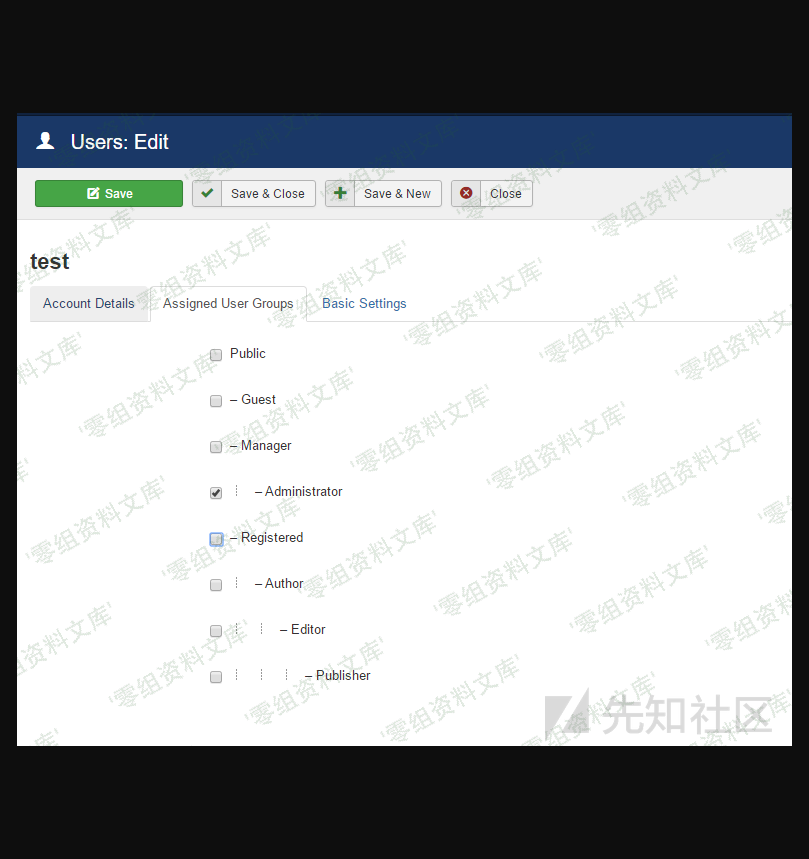 Users: Edit
Save
Save & Close
Save & New
Close
test
Account Details
Assigned User Groups
Basic Settings
Public
– Guest
– Manager
– Administrator
– Registered
– Author
– Editor
– Publisher
'零组资料文库'
先知社区